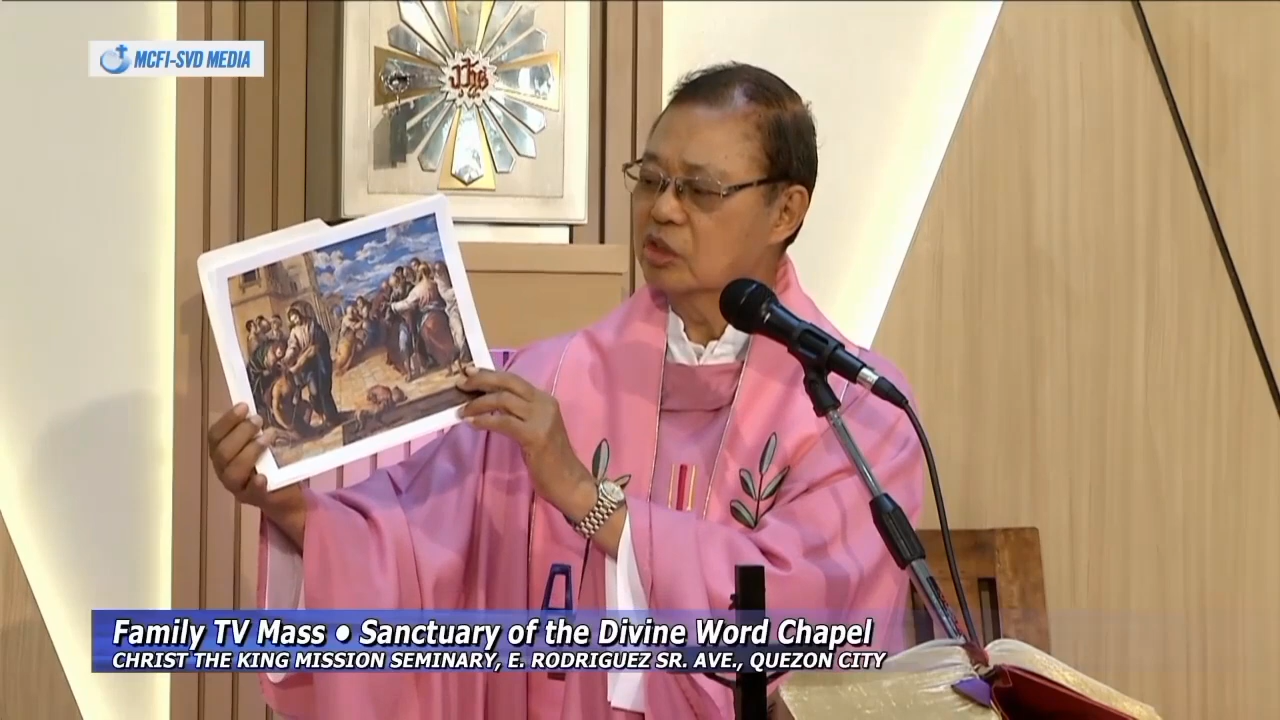 MCFI-SVD MEDIA
Jhs
Family TV Mass • Sanctuary of the Divine Word Chapel
CHRIST THE KING MISSION SEMINARY, E. RODRIGUEZ SR. AVE., QUEZON CITY